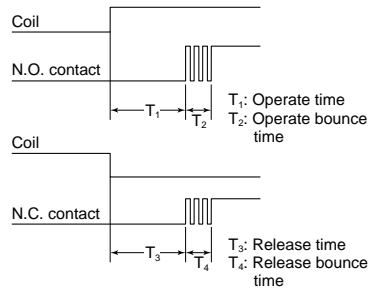 Coil
N.O. contact
T₁
T₂
T₁: Operate time
T₂: Operate bounce
time
Coil
N.C. contact
T₃
T₄
T₃: Release time
T₄: Release bounce
time